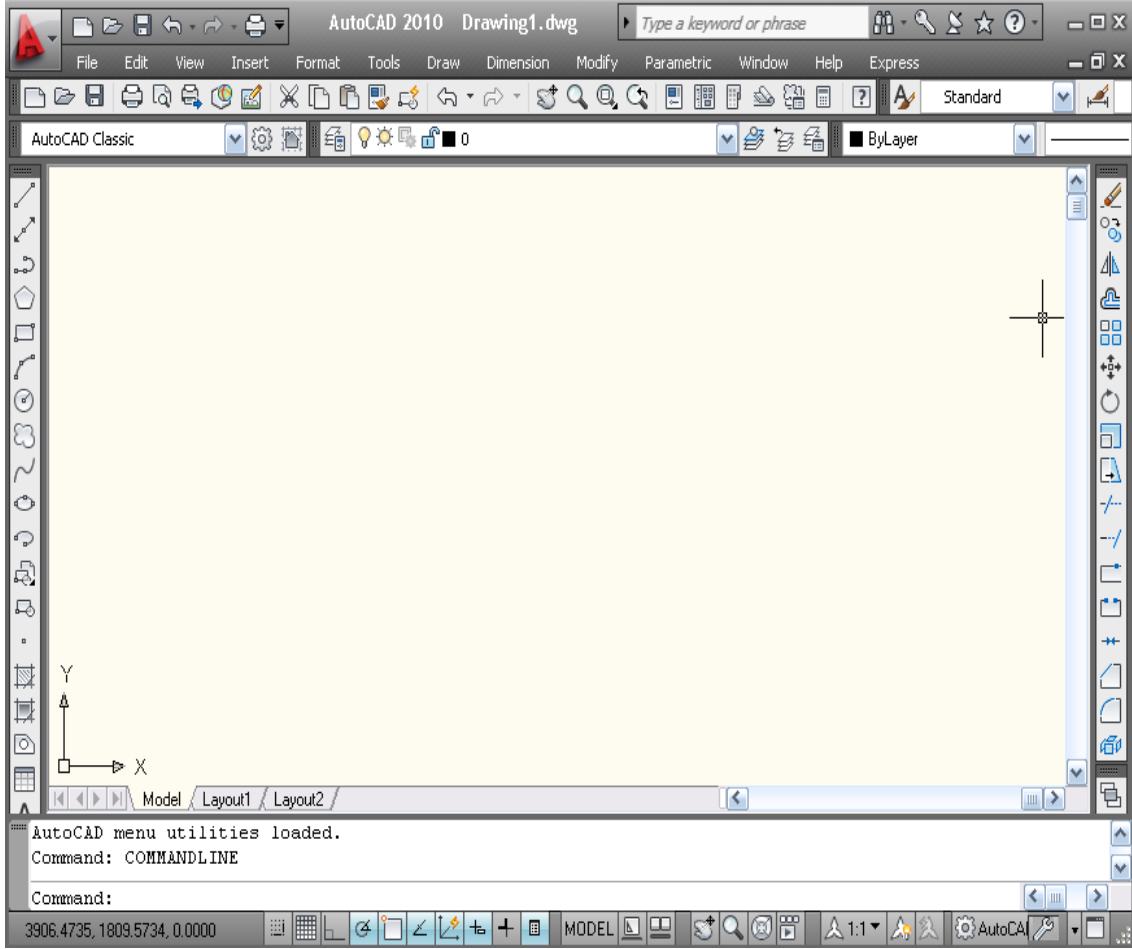 AutoCAD 2010 Drawing1.dwg Type a keyword or phrase
File Edit View Insert Format Tools Draw Dimension Modify Parametric Window Help Express
Standard
AutoCAD Classic 0 ByLayer
Y
X
Model Layout1 Layout2
AutoCAD menu utilities loaded.
Command: COMMANDLINE
Command:
3906.4735, 1809.5734, 0.0000 MODEL 1:1 AutoCA